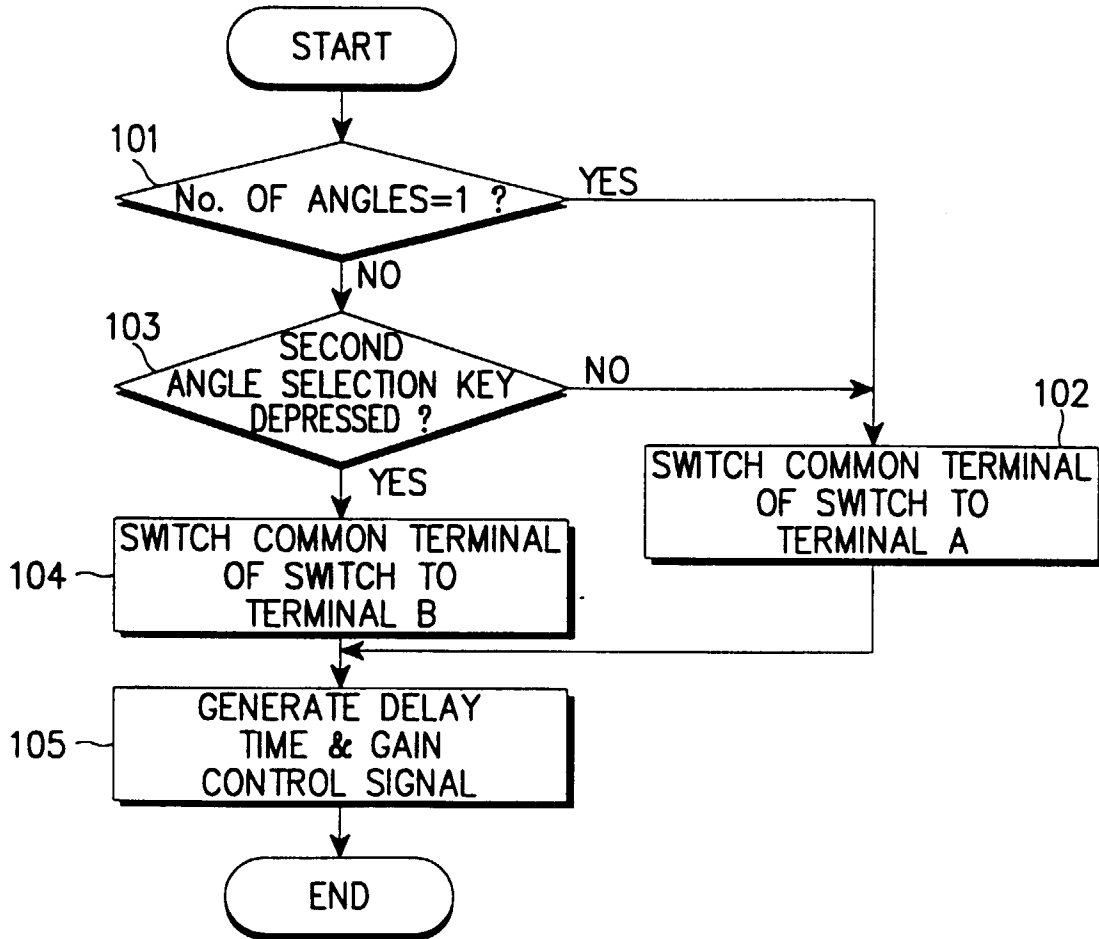 START
101
No. OF ANGLES=1 ?
YES
NO
103
SECOND
ANGLE SELECTION KEY
DEPRESSED ?
NO
102
YES
SWITCH COMMON TERMINAL
OF SWITCH TO
TERMINAL A
104
SWITCH COMMON TERMINAL
OF SWITCH TO
TERMINAL B
105
GENERATE DELAY
TIME & GAIN
CONTROL SIGNAL
END